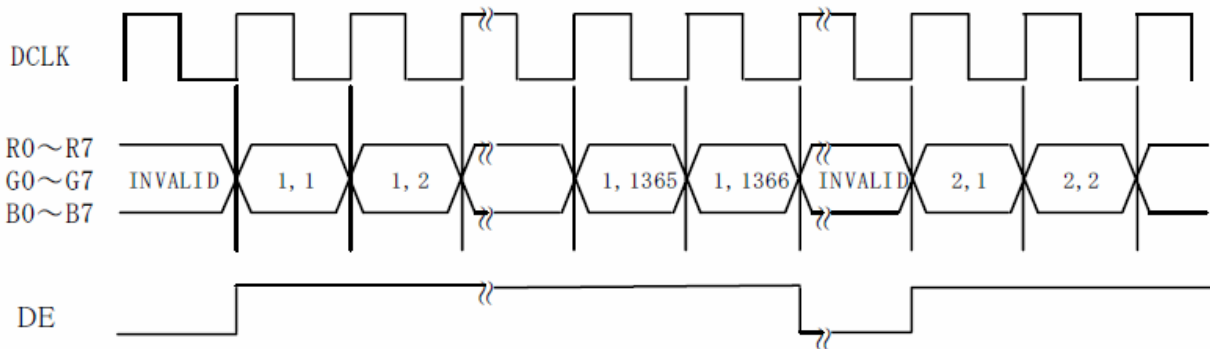 DCLK
R0～R7
G0～G7 INVALID 1,1 1,2 1,1365 1,1366 INVALID 2,1 2,2
B0～B7
DE